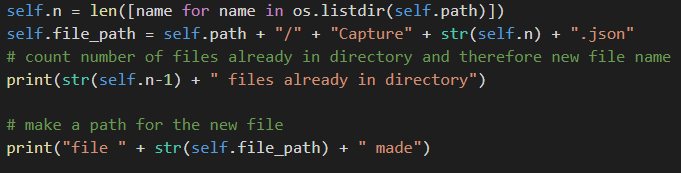 self.n = len([name for name in os.listdir(self.path)])
self.file_path = self.path + "/" + "Capture" + str(self.n) + ".json"
# count number of files already in directory and therefore new file name
print(str(self.n-1) + " files already in directory")
# make a path for the new file
print("file " + str(self.file_path) + " made")